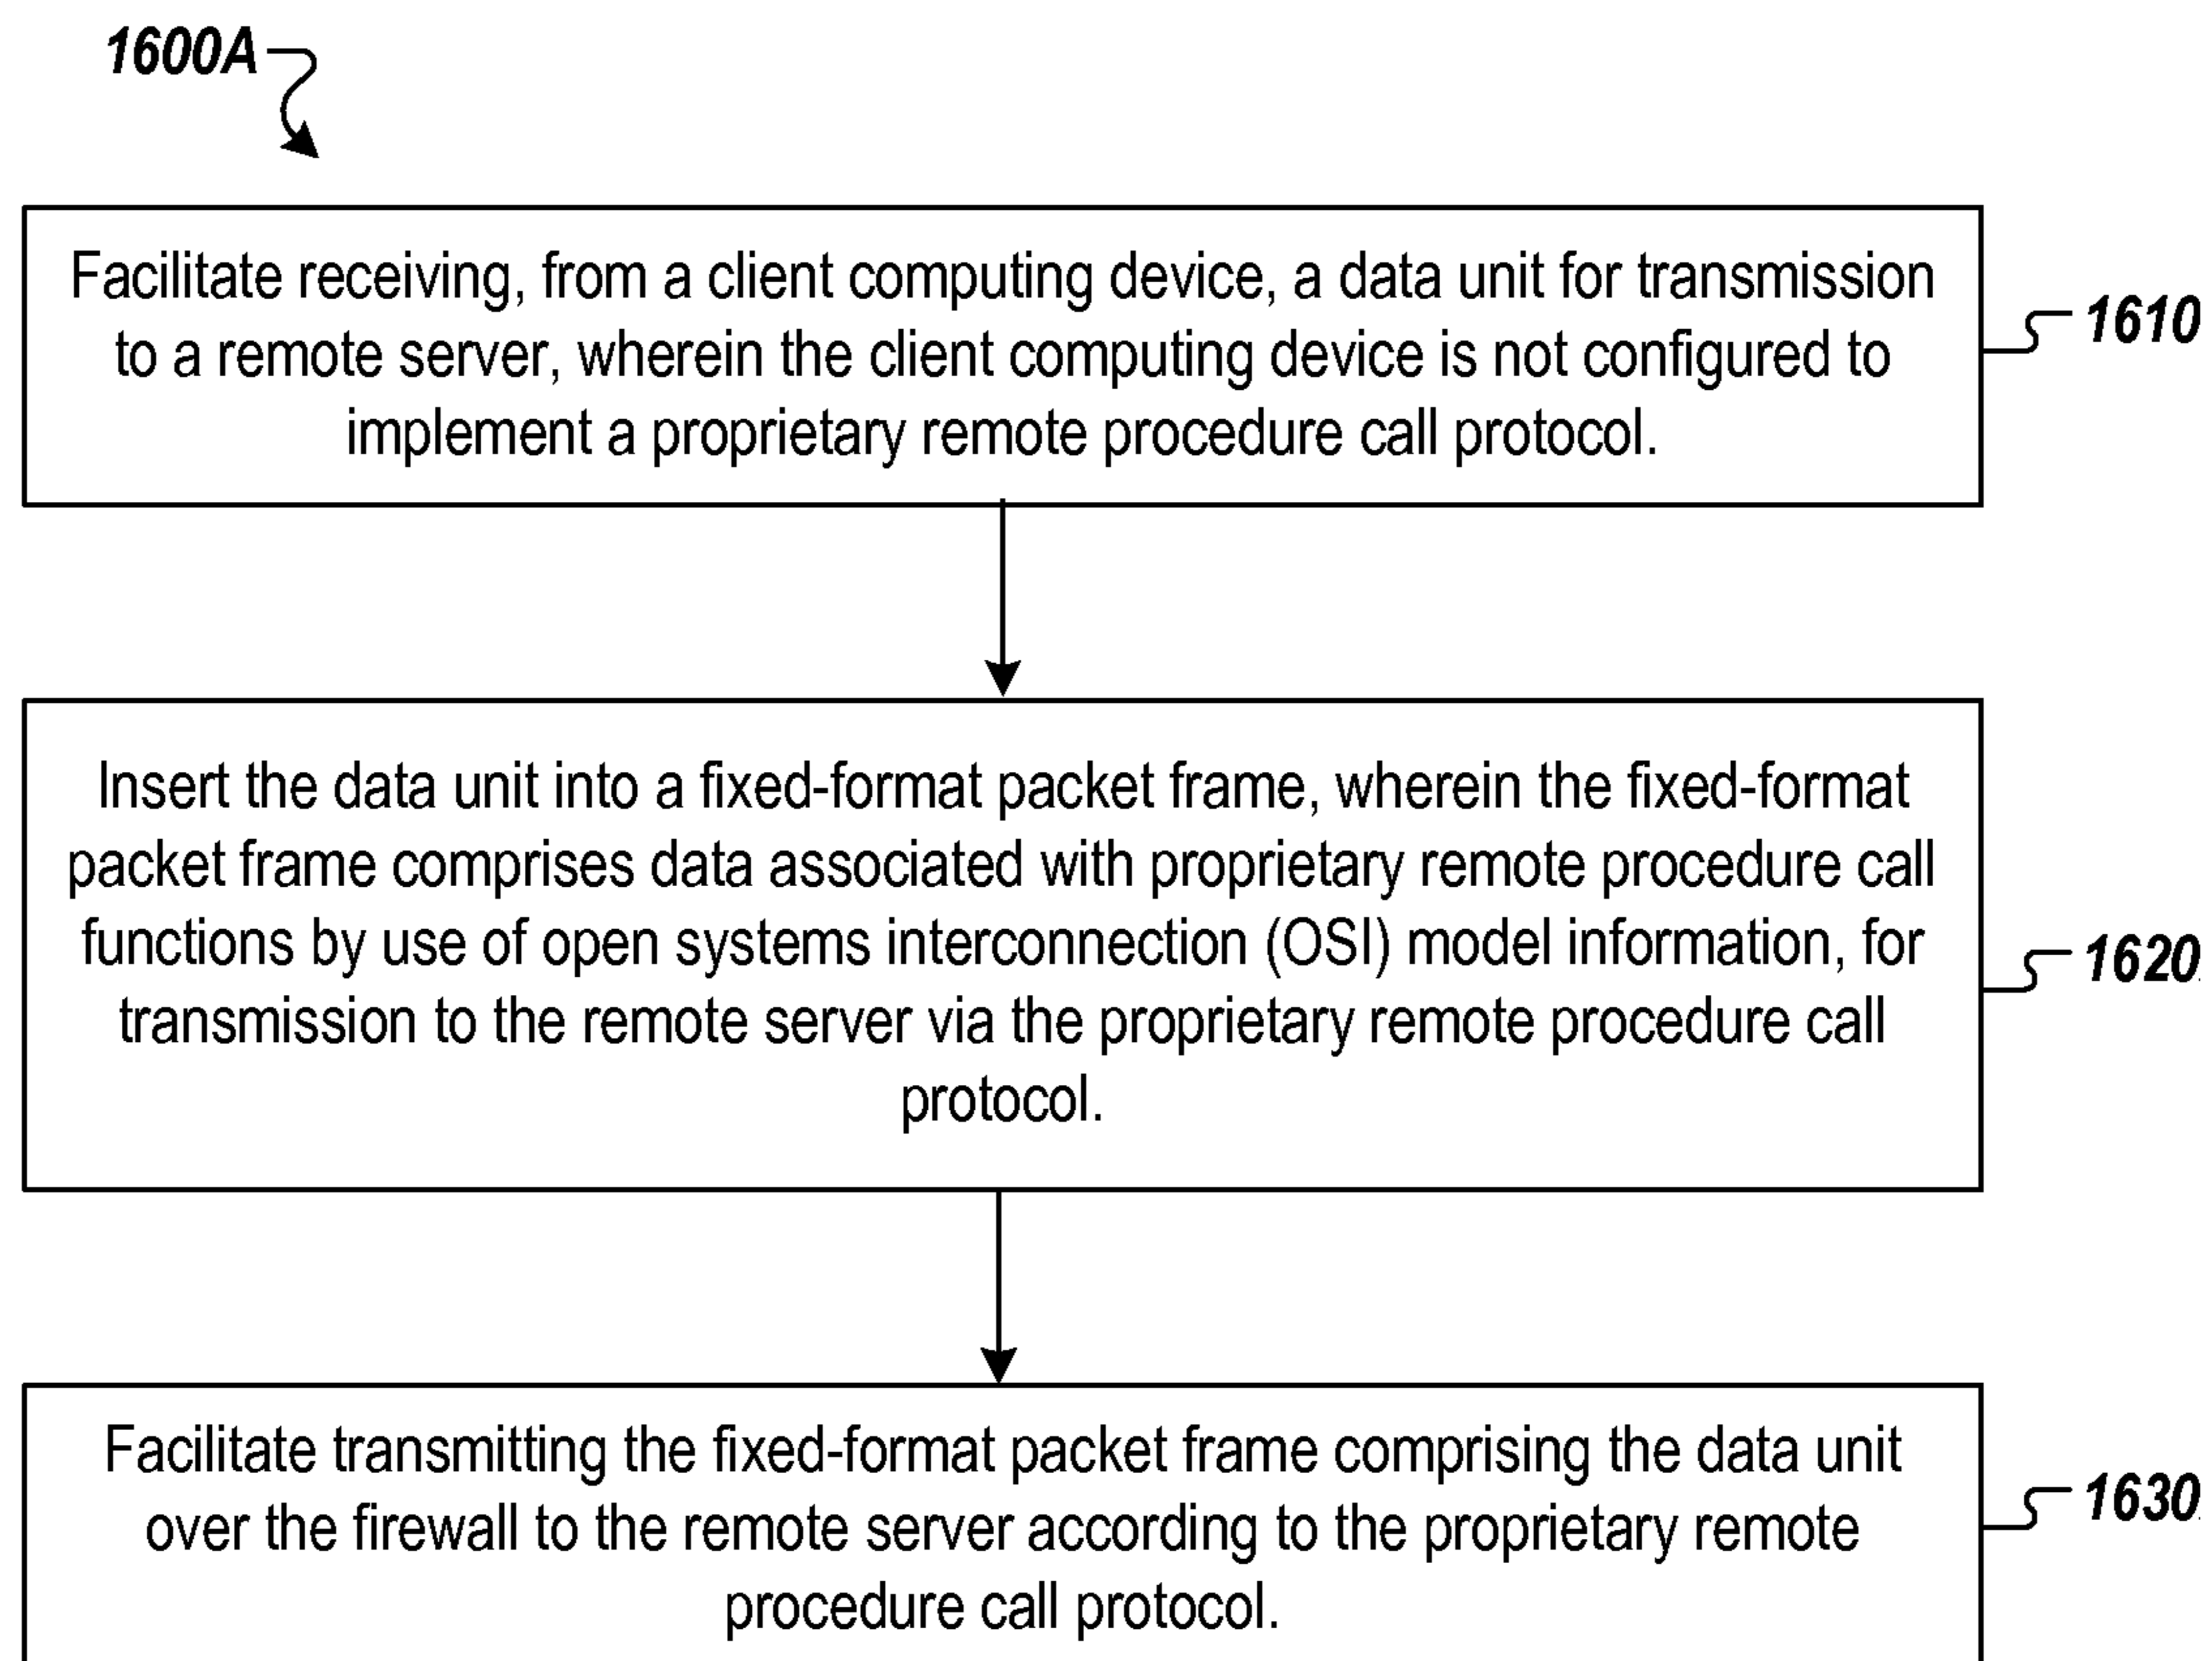 1600A
Facilitate receiving, from a client computing device, a data unit for transmission
to a remote server, wherein the client computing device is not configured to
implement a proprietary remote procedure call protocol.
1610
Insert the data unit into a fixed-format packet frame, wherein the fixed-format
packet frame comprises data associated with proprietary remote procedure call
functions by use of open systems interconnection (OSI) model information, for
transmission to the remote server via the proprietary remote procedure call
protocol.
1620
Facilitate transmitting the fixed-format packet frame comprising the data unit
over the firewall to the remote server according to the proprietary remote
procedure call protocol.
1630